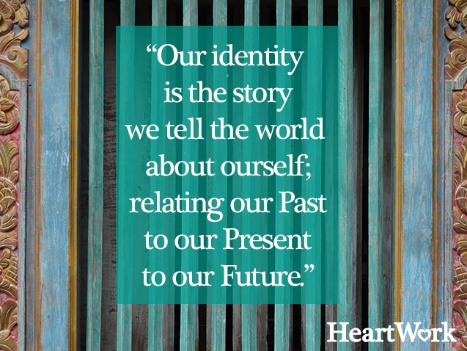 “Our identity
is the story
we tell the world
about ourself;
relating our Past
to our Present
to our Future.”
HeartWork